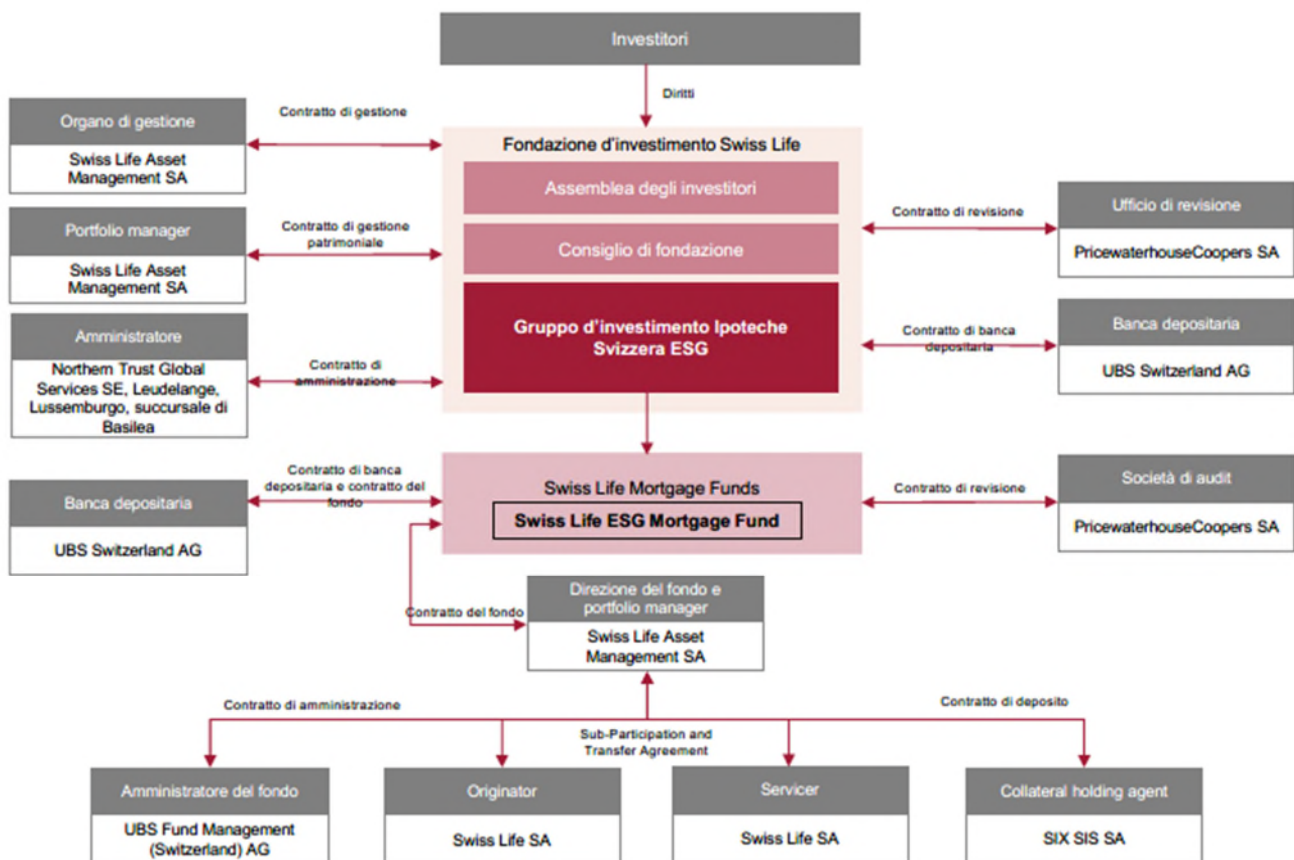 Investitori
Diritti
Organo di gestione
Swiss Life Asset
Management SA
Contratto di gestione
Fondazione d'investimento Swiss Life
Assemblea degli investitori
Consiglio di fondazione
Gruppo d'investimento Ipoteche
Svizzera ESG
Portfolio manager
Swiss Life Asset
Management SA
Contratto di gestione
patrimoniale
Amministratore
Northern Trust Global
Services SE, Leudelange,
Lussemburgo, succursale di
Basilea
Contratto di
amministrazione
Contratto di revisione
Ufficio di revisione
PricewaterhouseCoopers SA
Contratto di banca
depositaria
Banca depositaria
UBS Switzerland AG
Banca depositaria
UBS Switzerland AG
Contratto di banca
depositaria e contratto del
fondo
Swiss Life Mortgage Funds
Swiss Life ESG Mortgage Fund
Contratto di revisione
Società di audit
PricewaterhouseCoopers SA
Contratto del fondo
Direzione del fondo e
portfolio manager
Swiss Life Asset
Management SA
Contratto di amministrazione
Sub-Participation and
Transfer Agreement
Contratto di deposito
Amministratore del fondo
UBS Fund Management
(Switzerland) AG
Originator
Swiss Life SA
Servicer
Swiss Life SA
Collateral holding agent
SIX SIS SA